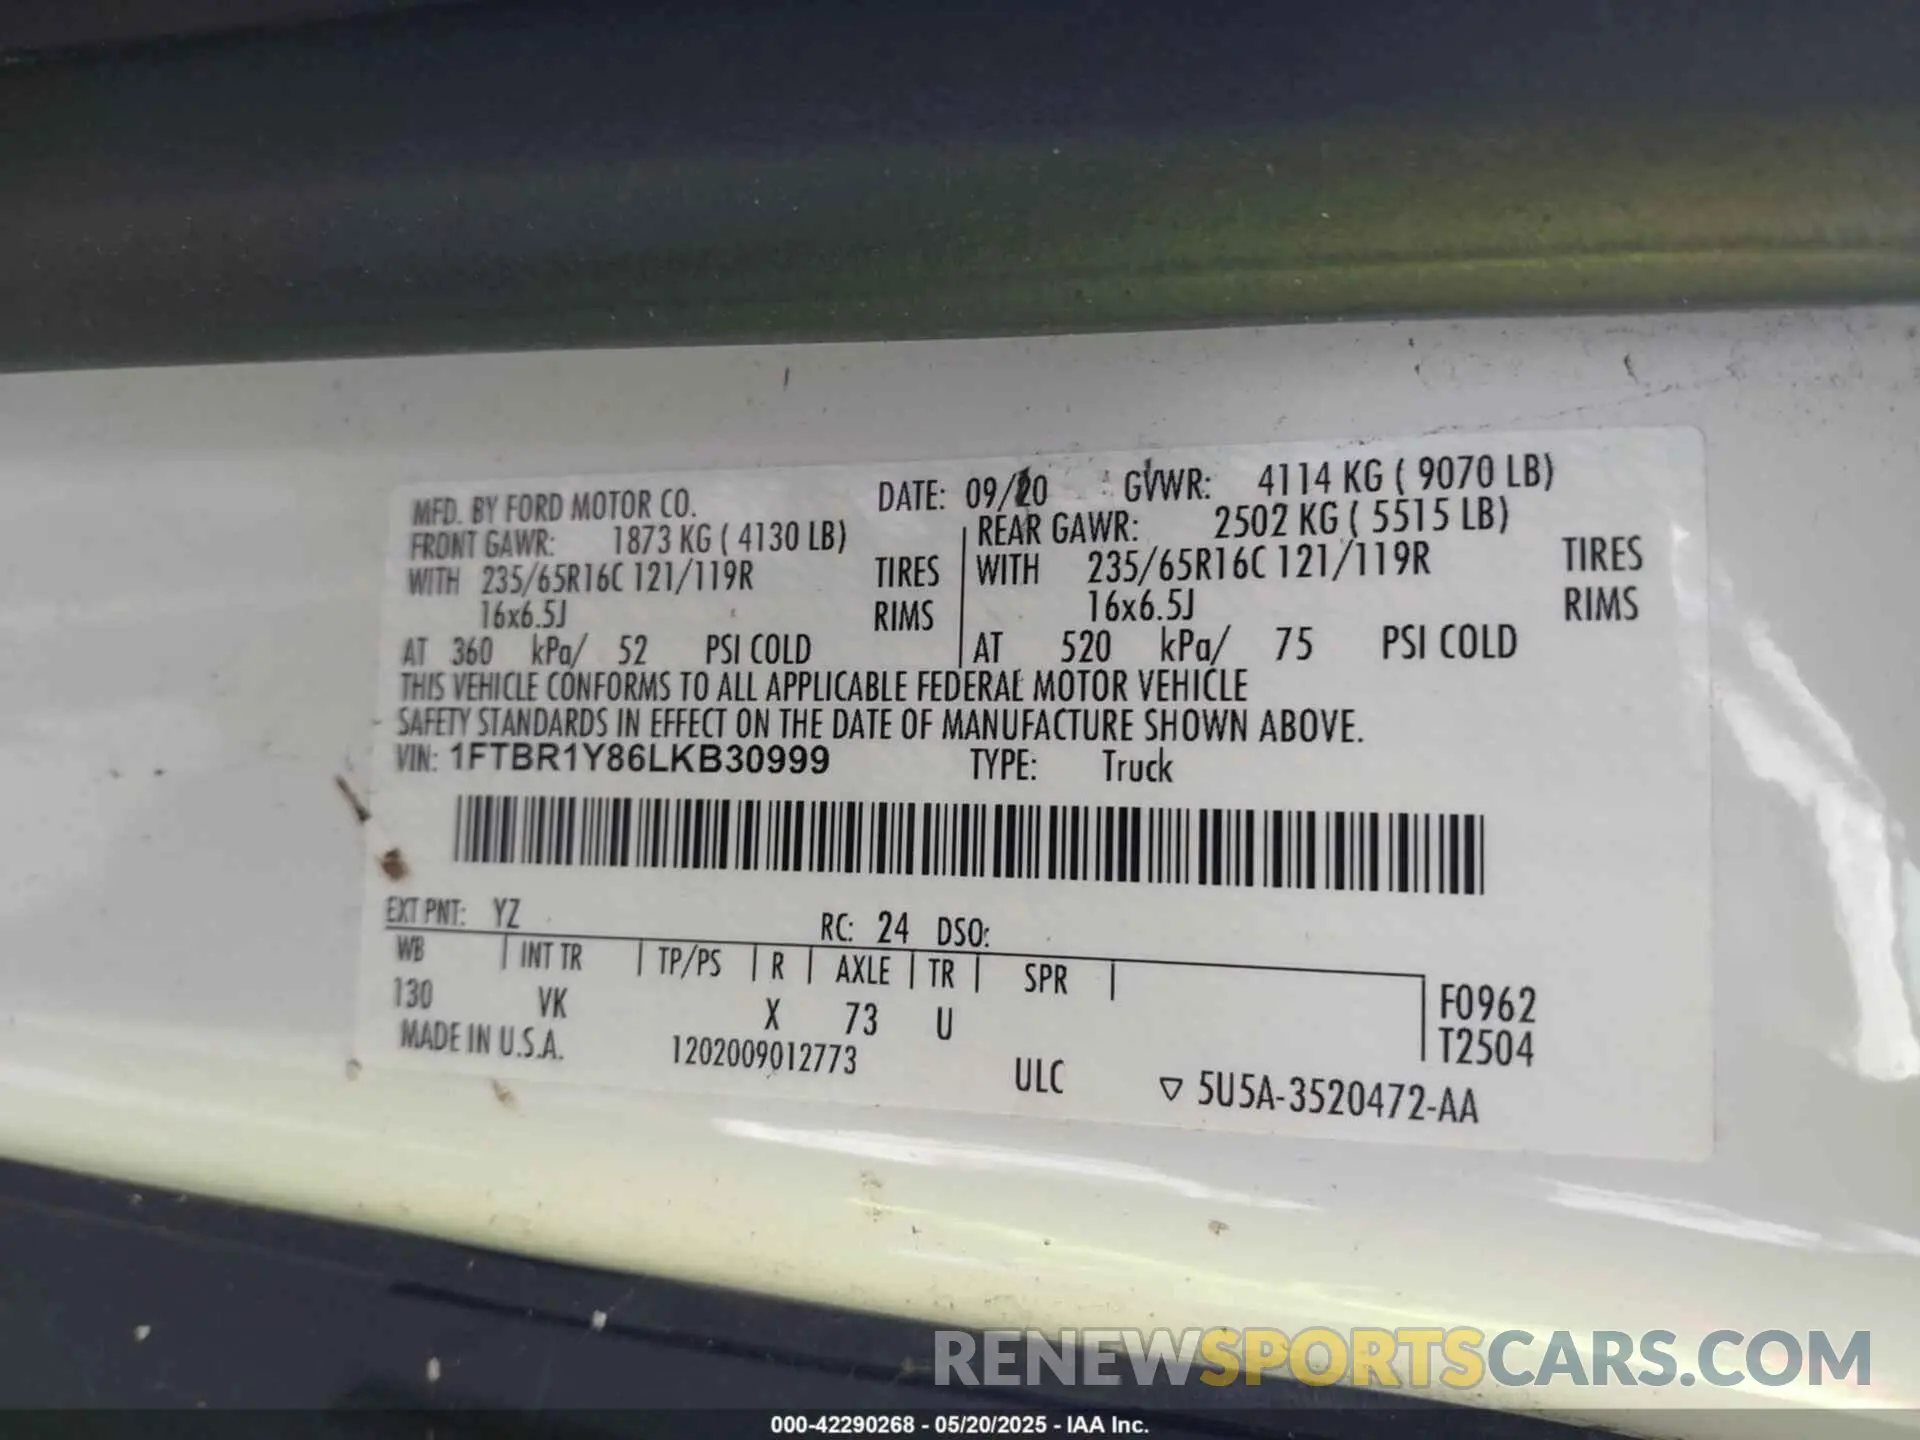 MFD. BY FORD MOTOR CO. DATE: 09/20 GVWR: 4114 KG ( 9070 LB)
FRONT GAWR: 1873 KG ( 4130 LB) REAR GAWR: 2502 KG ( 5515 LB)
WITH 235/65R16C 121/119R TIRES WITH 235/65R16C 121/119R TIRES
16x6.5J RIMS 16x6.5J RIMS
AT 360 kPa/ 52 PSI COLD AT 520 kPa/ 75 PSI COLD
THIS VEHICLE CONFORMS TO ALL APPLICABLE FEDERAL MOTOR VEHICLE
SAFETY STANDARDS IN EFFECT ON THE DATE OF MANUFACTURE SHOWN ABOVE.
VIN: 1FTBR1Y86LKB30999 TYPE: Truck
EXT PNT: YZ RC: 24 DSO:
WB INT TR TP/PS R AXLE TR SPR
130 VK X 73 U F0962
T2504
MADE IN U.S.A. 1202009012773 ULC ▽ 5U5A-3520472-AA
RENEWSPORTSCARS.COM
000-42290268 - 05/20/2025 - IAA Inc.